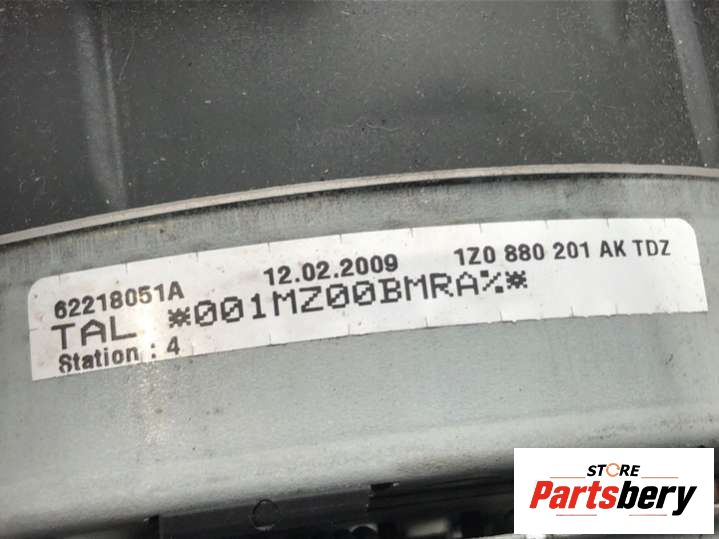 62218051A 12.02.2009 1Z0 880 201 AK TDZ
TAL *001MZ00BMRA%*
Station : 4
STORE
Partsbery